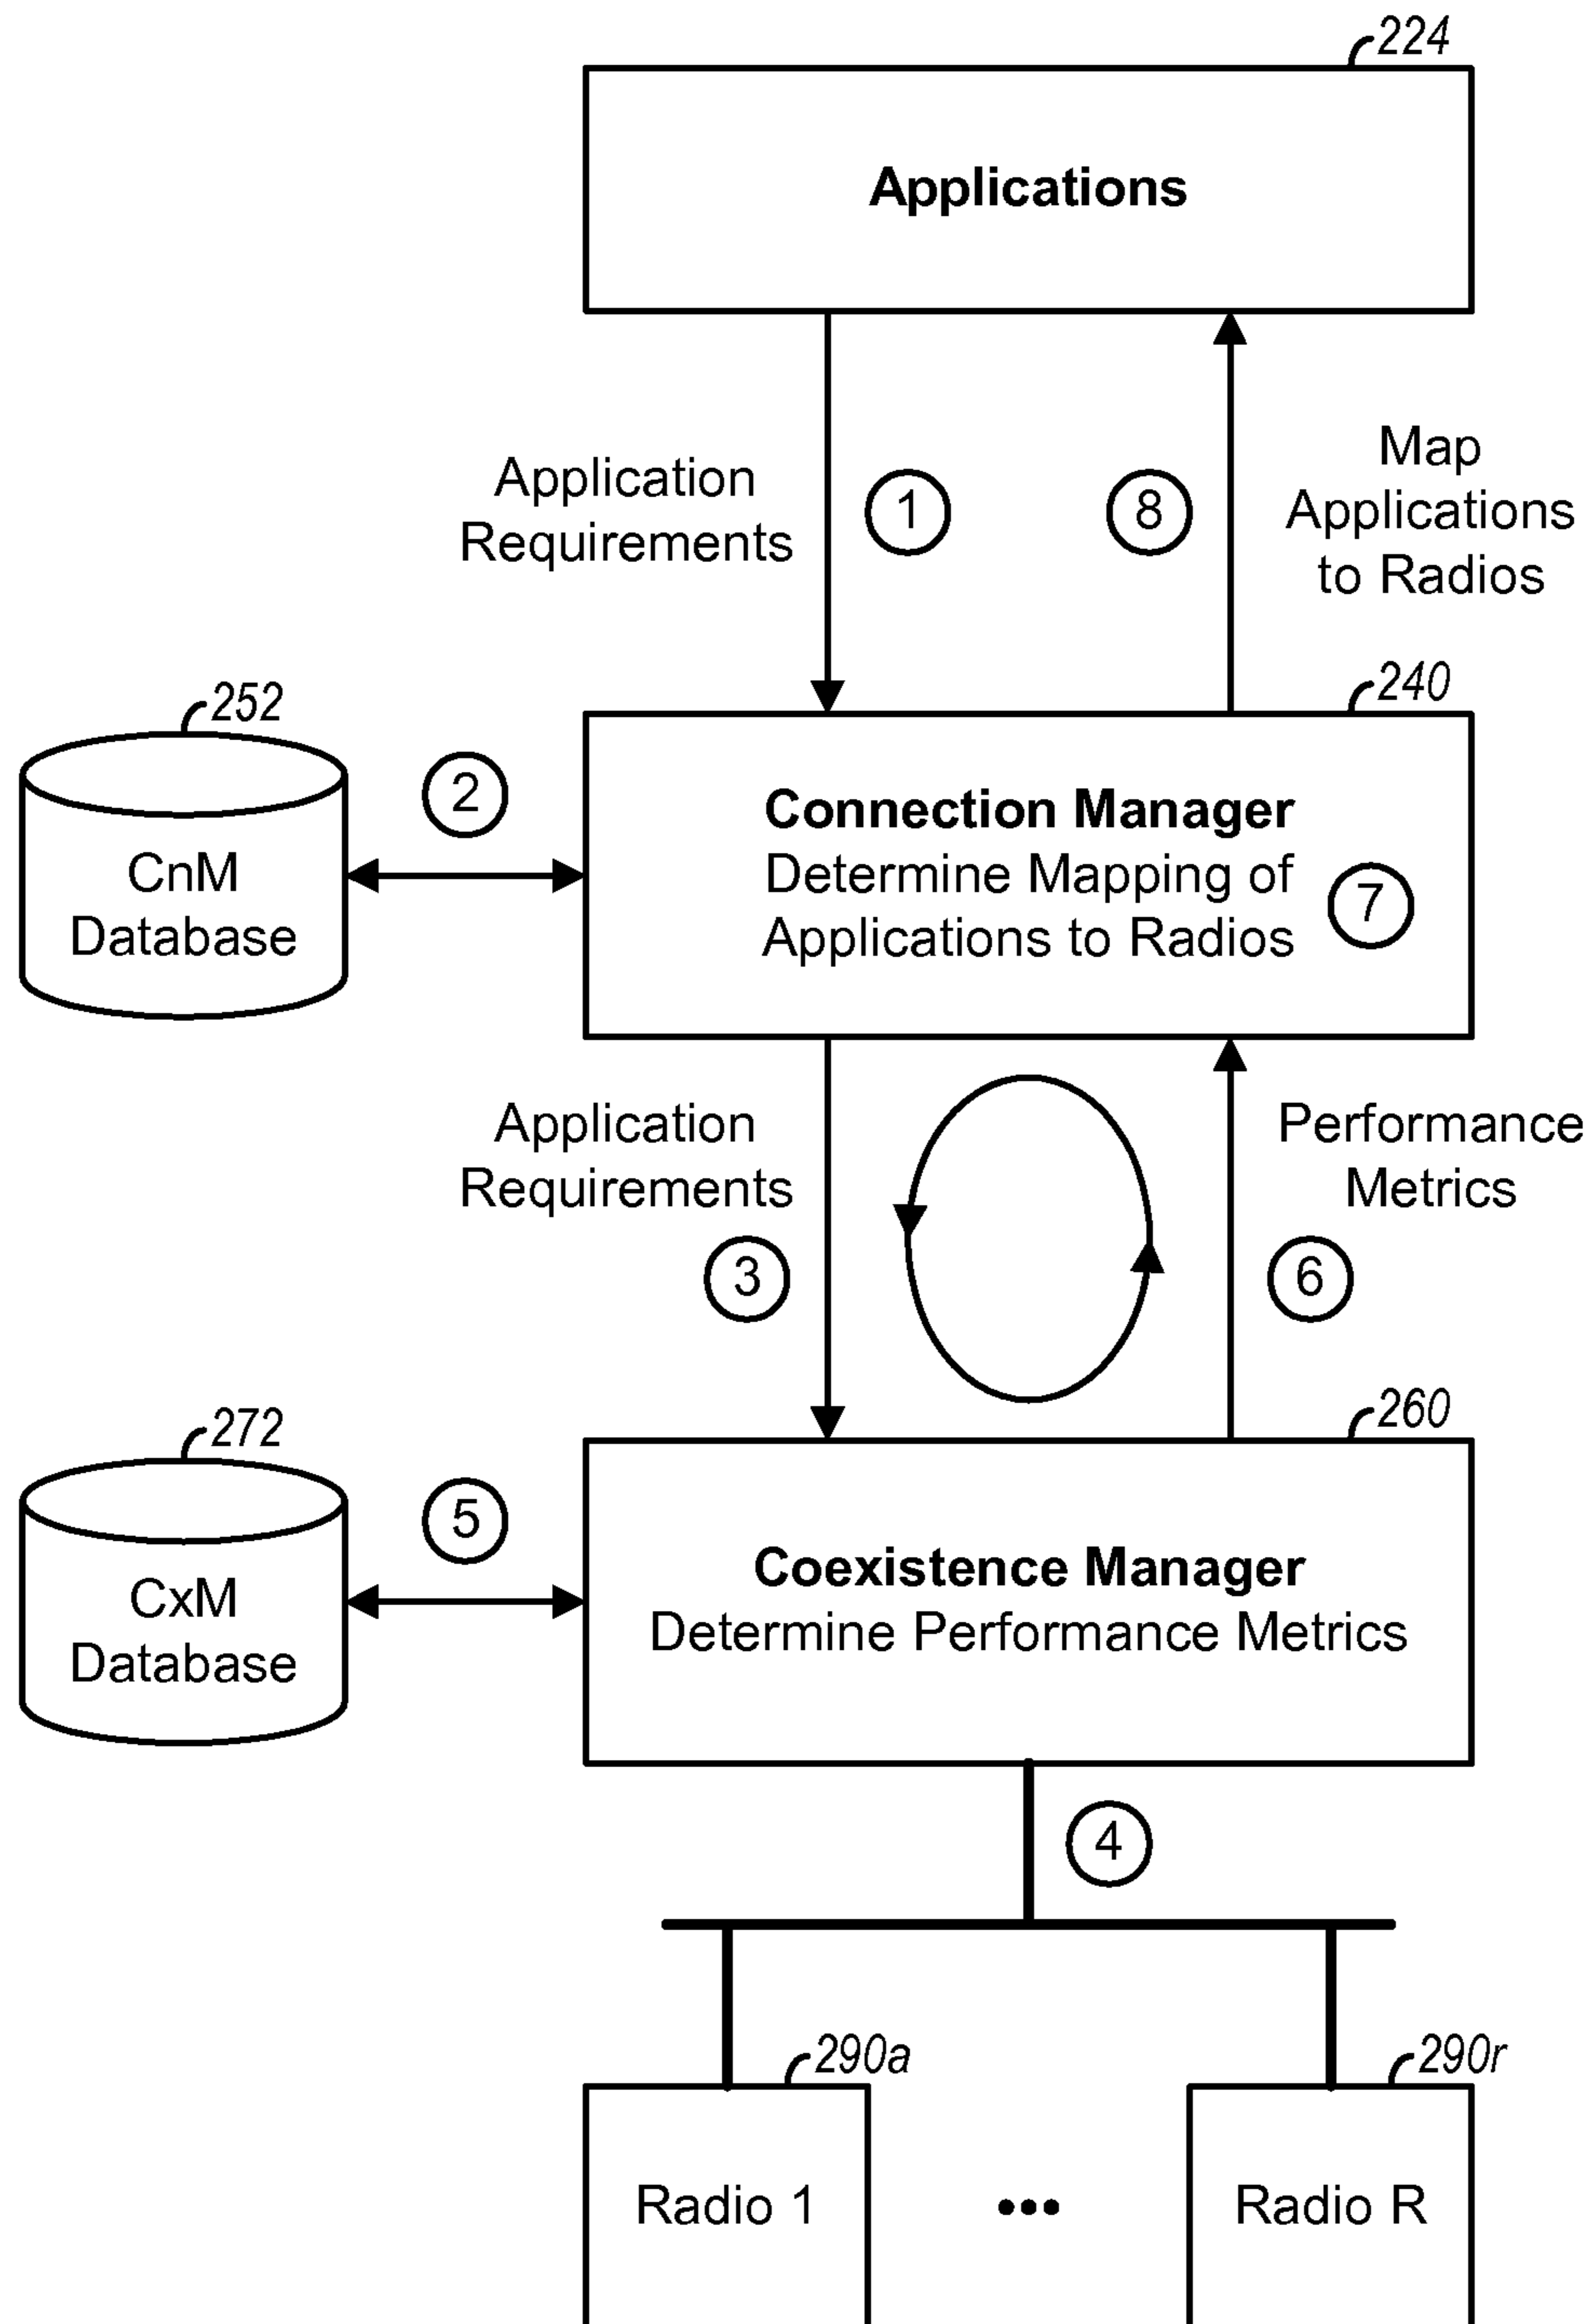 224
Applications
Application
Requirements
1
8
Map
Applications
to Radios
252
240
CnM
Database
2
Connection Manager
Determine Mapping of
Applications to Radios
7
Application
Requirements
3
Performance
Metrics
6
272
260
CxM
Database
5
Coexistence Manager
Determine Performance Metrics
4
290a
290r
Radio 1
•••
Radio R